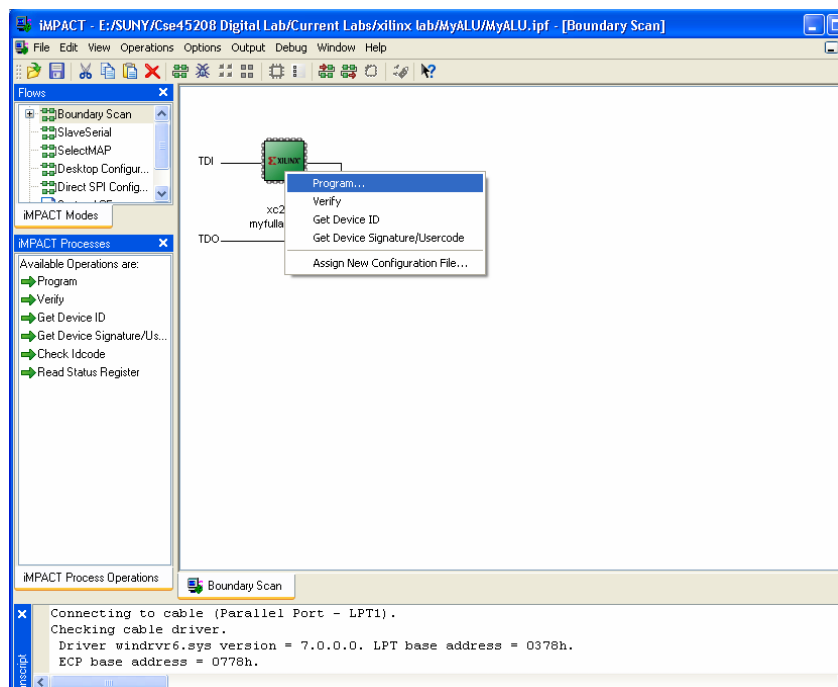 iMPACT - E:/SUNY/Cse45208 Digital Lab/Current Labs/xilinx lab/MyALU/MyALU.ipf - [Boundary Scan]
File Edit View Operations Options Output Debug Window Help
Flows
Boundary Scan
SlaveSerial
SelectMAP
Desktop Configur...
Direct SPI Config...
iMPACT Modes
iMPACT Processes
Available Operations are:
Program
Verify
Get Device ID
Get Device Signature/Us...
Check Idcode
Read Status Register
iMPACT Process Operations
TDI
XILINX
xc2
myfulla
TDO
Program...
Verify
Get Device ID
Get Device Signature/Usercode
Assign New Configuration File...
Boundary Scan
Connecting to cable (Parallel Port - LPT1).
Checking cable driver.
Driver windrvr6.sys version = 7.0.0.0. LPT base address = 0378h.
ECP base address = 0778h.